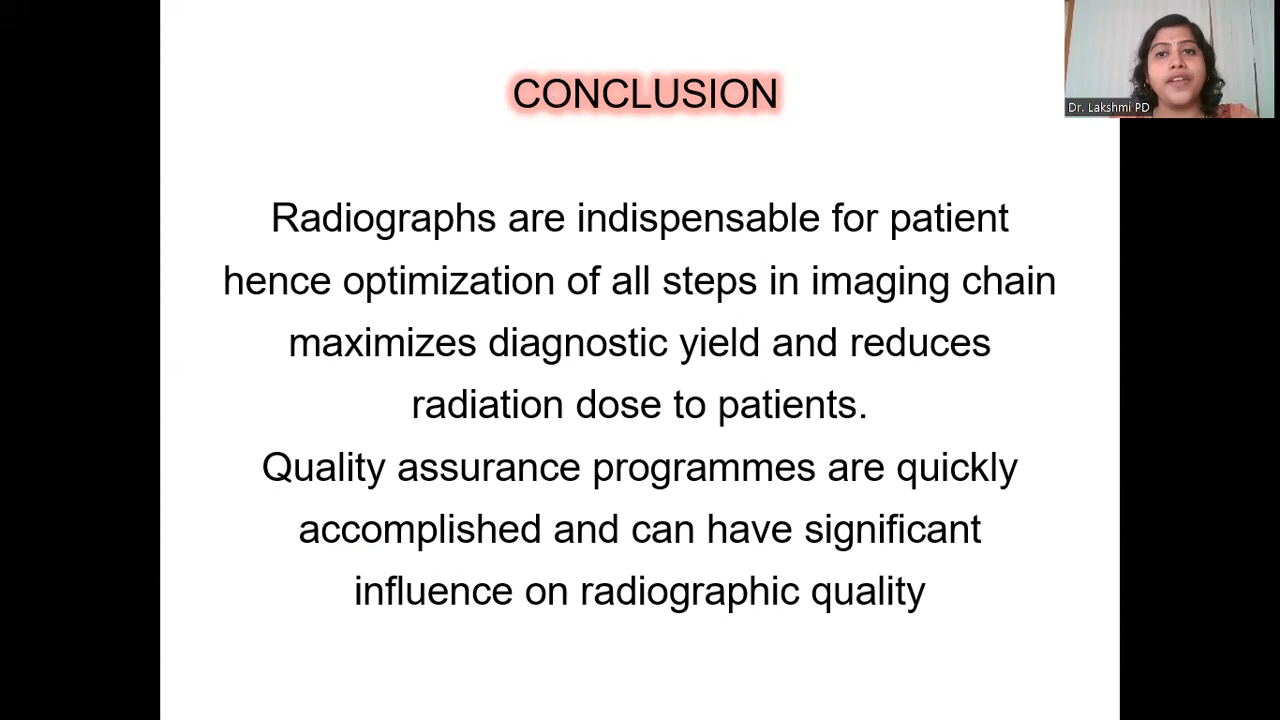 CONCLUSION
Dr. Lakshmi PD
Radiographs are indispensable for patient
hence optimization of all steps in imaging chain
maximizes diagnostic yield and reduces
radiation dose to patients.
Quality assurance programmes are quickly
accomplished and can have significant
influence on radiographic quality